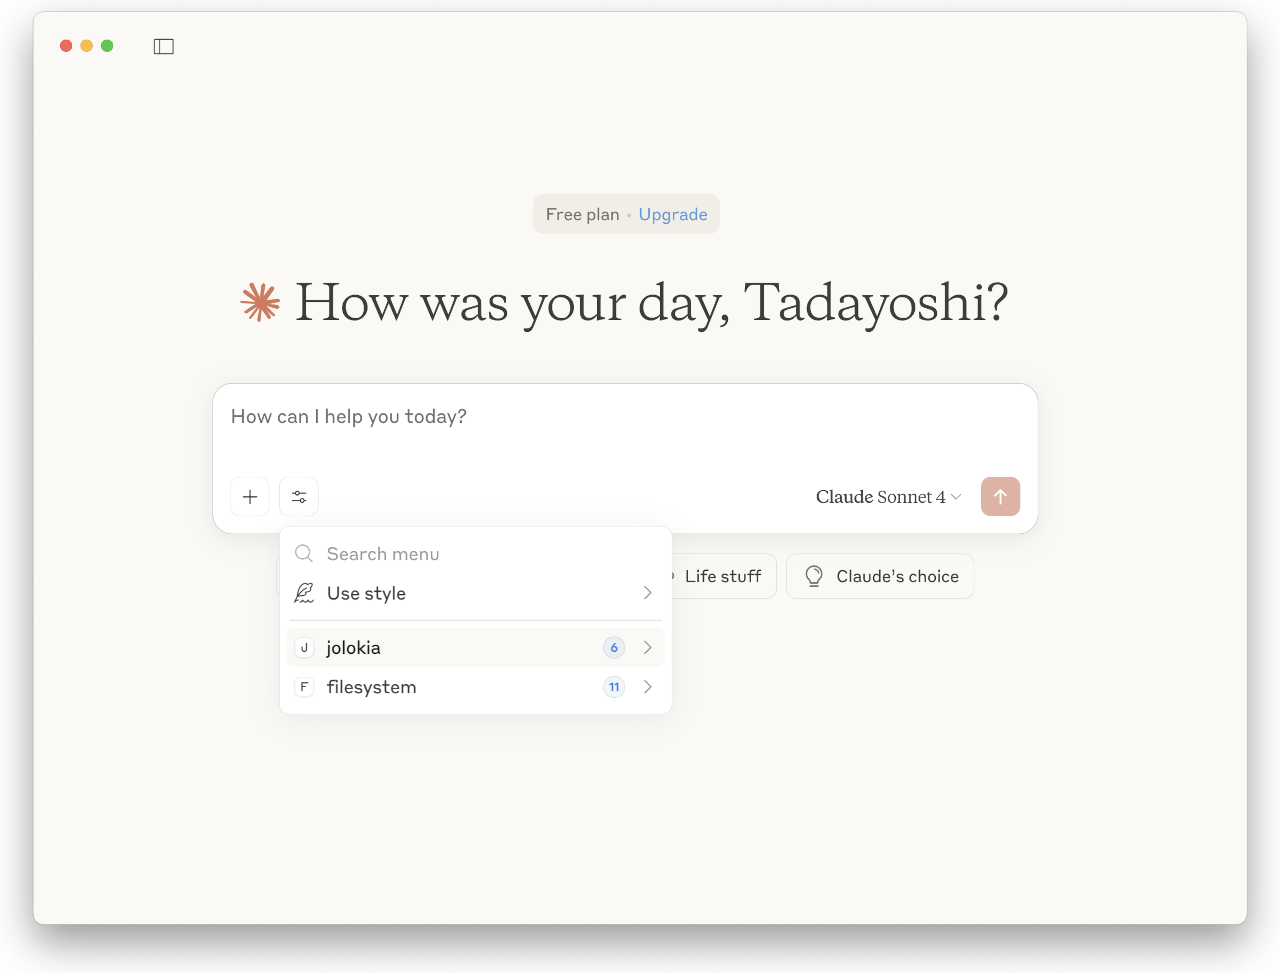 Free plan • Upgrade
How was your day, Tadayoshi?
How can I help you today?
Claude Sonnet 4
Search menu
Life stuff
Claude's choice
Use style
J jolokia 6
F filesystem 11